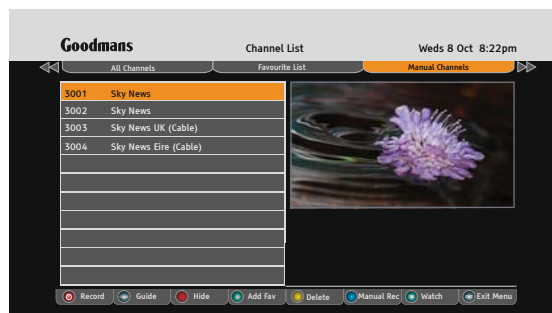 Goodmans Channel List Weds 8 Oct 8:22pm
All Channels Favourite List Manual Channels
3001 Sky News
3002 Sky News
3003 Sky News UK (Cable)
3004 Sky News Eire (Cable)
Record Guide Hide Add Fav Delete Manual Rec Watch Exit Menu